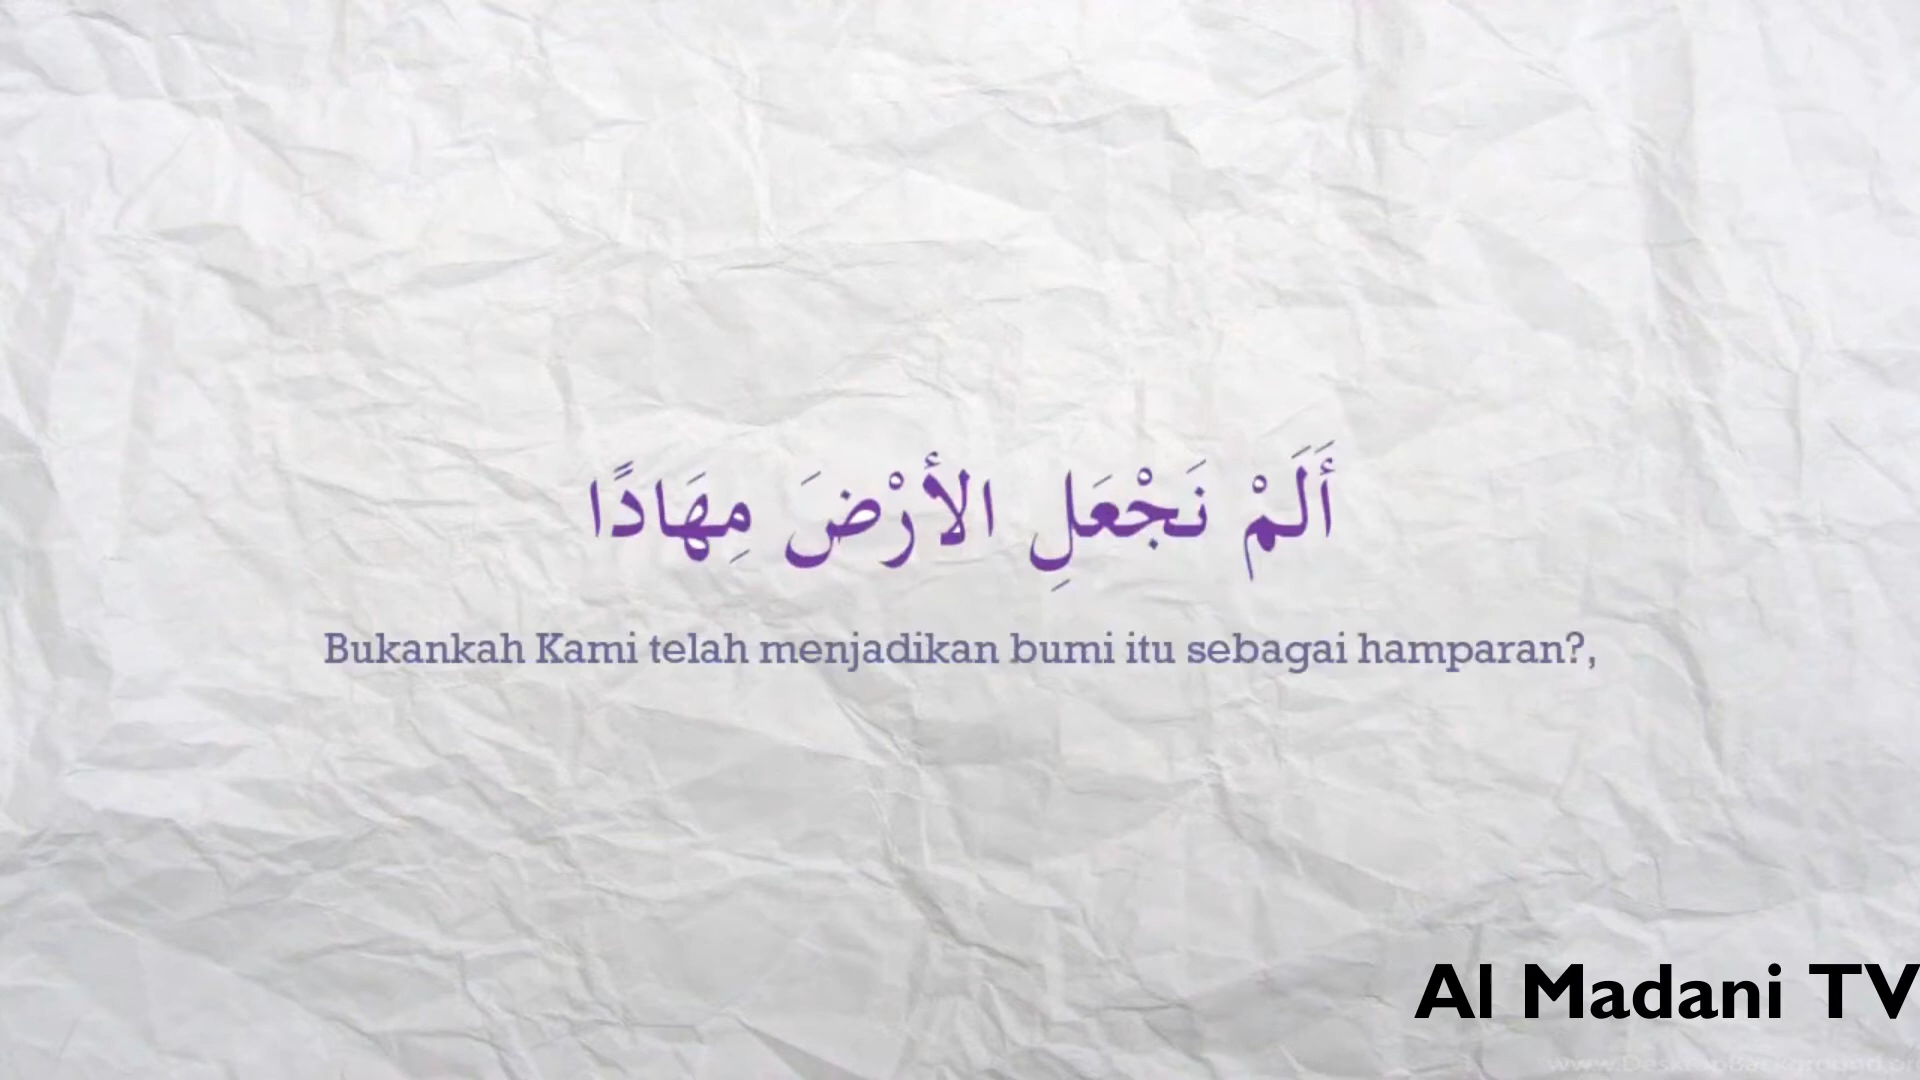 أَلَمْ نَجْعَلِ الأَرْضَ مِهَادًا
Bukankah Kami telah menjadikan bumi itu sebagai hamparan?,
Al Madani TV